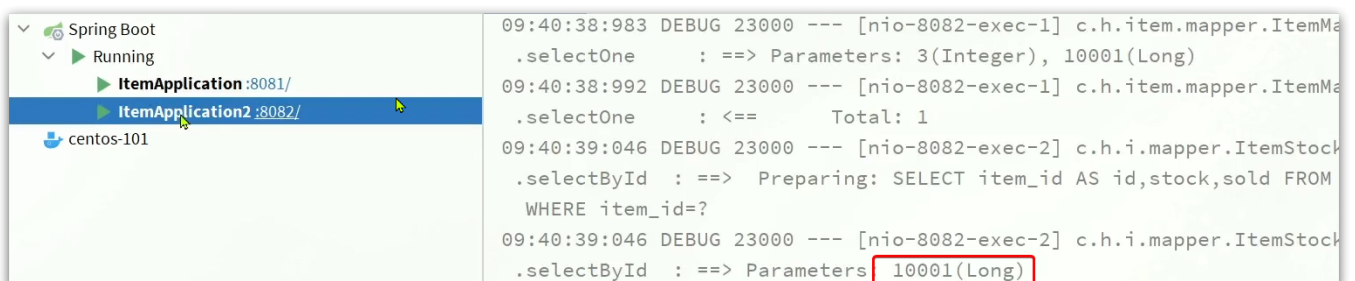 Spring Boot
Running
ItemApplication :8081/
ItemApplication2 :8082/
centos-101
09:40:38:983 DEBUG 23000 --- [nio-8082-exec-1] c.h.item.mapper.ItemMa
.selectOne : ==> Parameters: 3(Integer), 10001(Long)
09:40:38:992 DEBUG 23000 --- [nio-8082-exec-1] c.h.item.mapper.ItemMa
.selectOne : <== Total: 1
09:40:39:046 DEBUG 23000 --- [nio-8082-exec-2] c.h.i.mapper.ItemStock
.selectById : ==> Preparing: SELECT item_id AS id,stock,sold FROM
WHERE item_id=?
09:40:39:046 DEBUG 23000 --- [nio-8082-exec-2] c.h.i.mapper.ItemStock
.selectById : ==> Parameters: 10001(Long)